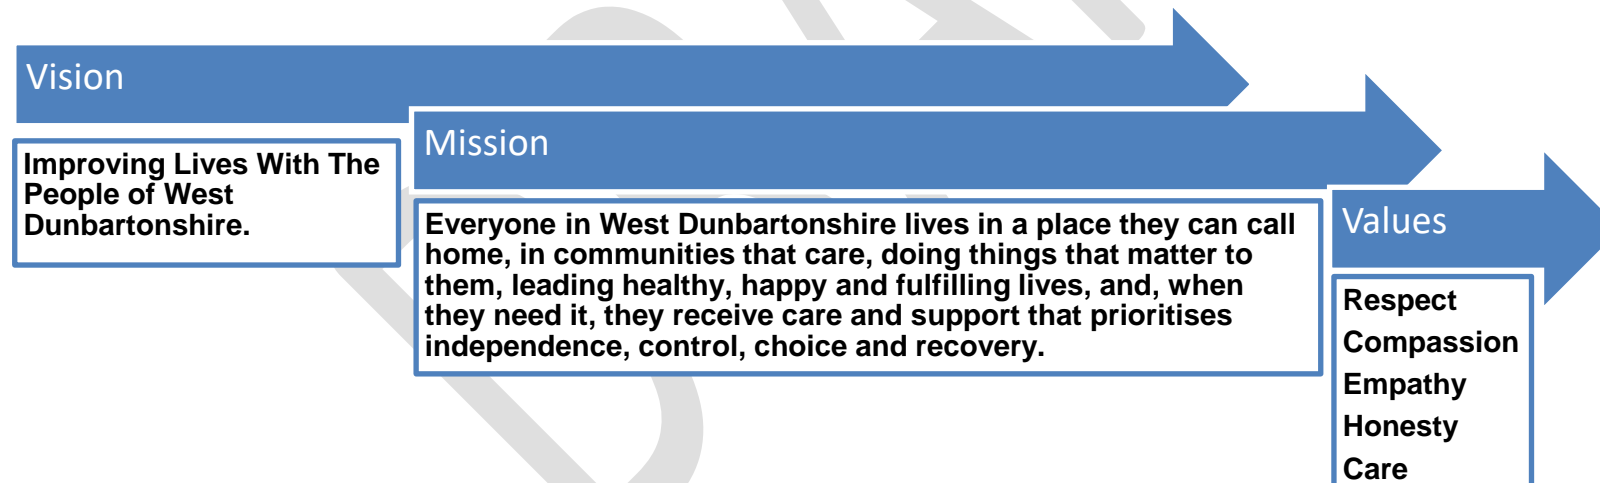 Vision
Improving Lives With The
People of West
Dunbartonshire.
Mission
Everyone in West Dunbartonshire lives in a place they can call
home, in communities that care, doing things that matter to
them, leading healthy, happy and fulfilling lives, and, when
they need it, they receive care and support that prioritises
independence, control, choice and recovery.
Values
Respect
Compassion
Empathy
Honesty
Care